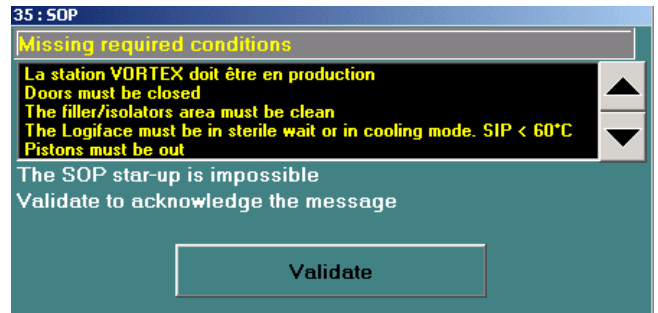 35 : SOP
Missing required conditions
La station VORTEX doit être en production
Doors must be closed
The filler/isolators area must be clean
The Logiface must be in sterile wait or in cooling mode. SIP < 60°C
Pistons must be out
The SOP star-up is impossible
Validate to acknowledge the message
Validate